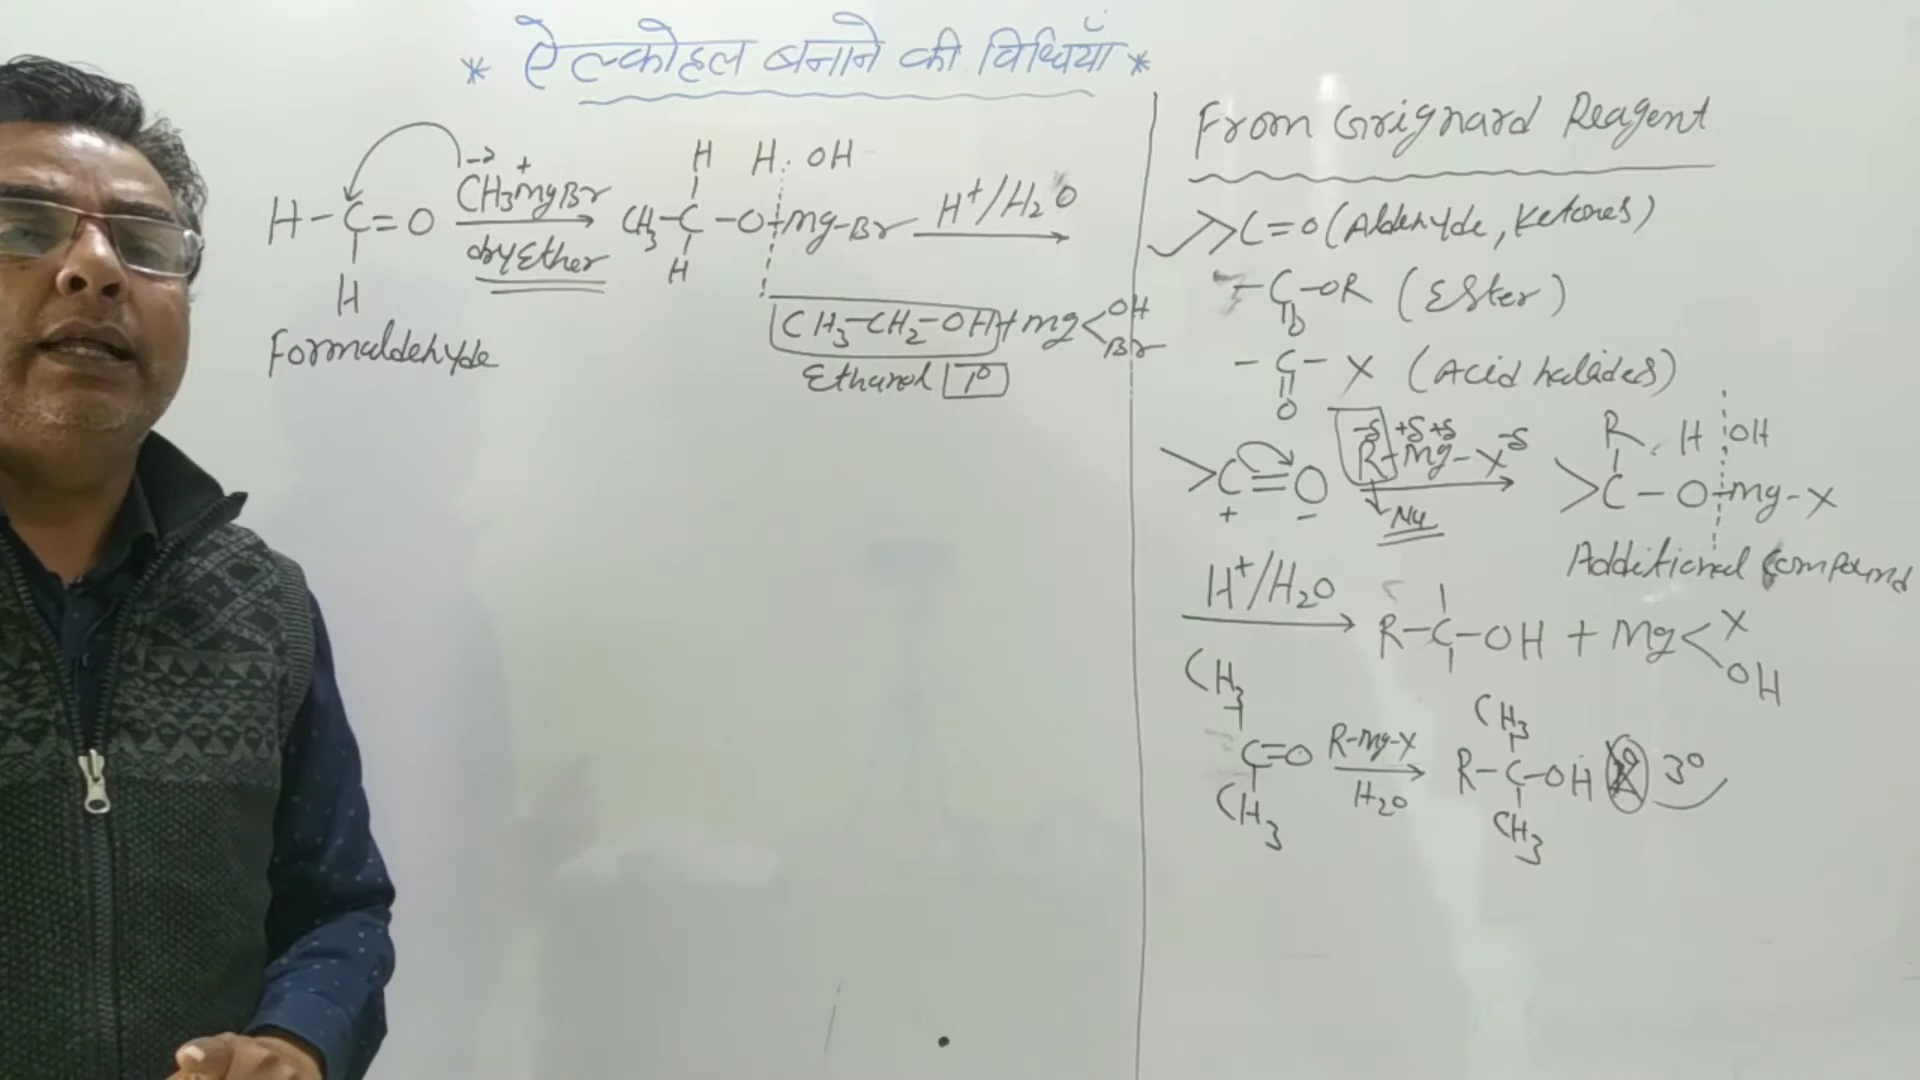 * ऐल्कोहल बनाने की विधियाँ *
H H . OH
- → +
H-C=O CH3MgBr CH3-C-O-Mg-Br H+/H2O
dryEther
H H
Formaldehyde
CH3-CH2-OH + Mg< OH Br
Ethanol 1°
From Grignard Reagent
>C=O (Aldehyde, Ketones)
-C-OR (Ester)
O
-C-X (Acid halides)
O
-δ +δ +δ -δ R H OH
>C=O R-Mg-X >C-O-Mg-X
+ - Nu
Additional Compound
H+/H2O R-C-OH + Mg< X OH
CH3 CH3
C=O R-Mg-X R-C-OH 3°
H2O
CH3 CH3